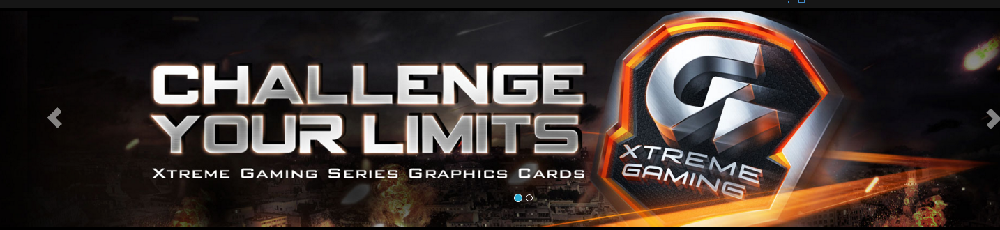 CHALLENGE
YOUR LIMITS
XTREME GAMING SERIES GRAPHICS CARDS
XTREME
GAMING